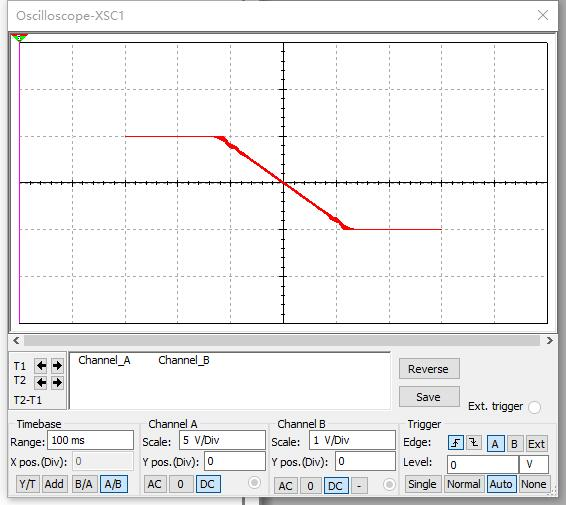 Oscilloscope-XSC1
Channel_A Channel_B
T1
T2
T2-T1
Reverse
Save
Ext. trigger
Timebase
Range: 100 ms
X pos.(Div): 0
Y/T Add B/A A/B
Channel A
Scale: 5 V/Div
Y pos.(Div): 0
AC 0 DC
Channel B
Scale: 1 V/Div
Y pos.(Div): 0
AC 0 DC -
Trigger
Edge: A B Ext
Level: 0 V
Single Normal Auto None